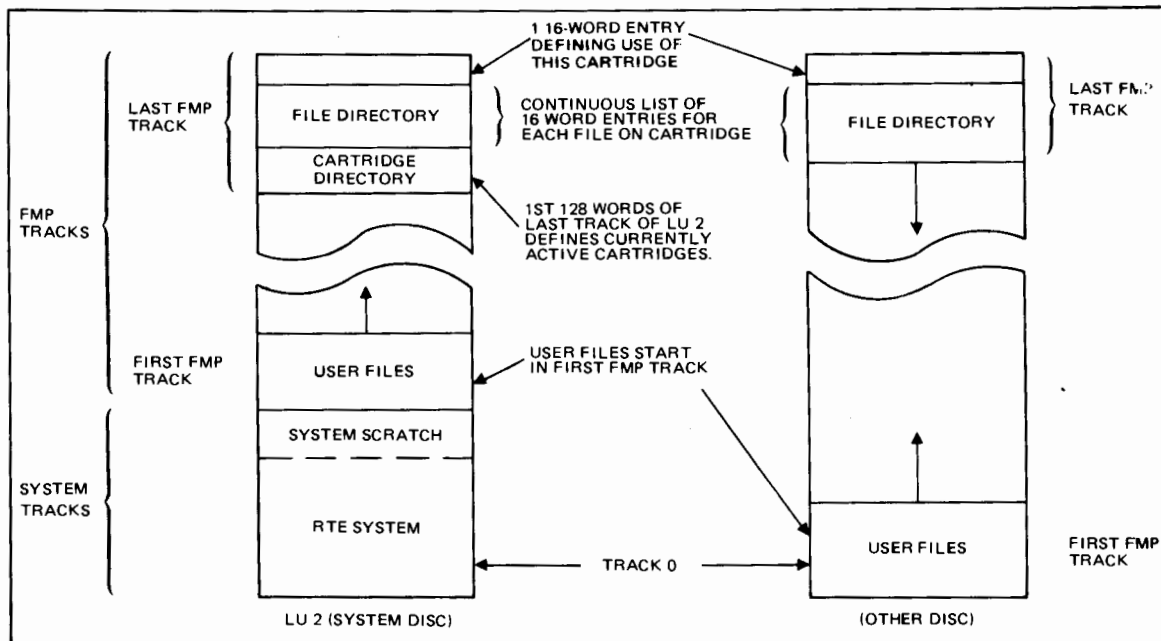 1 16-WORD ENTRY
DEFINING USE OF
THIS CARTRIDGE
LAST FMP
TRACK
FILE DIRECTORY
CONTINUOUS LIST OF
16 WORD ENTRIES FOR
EACH FILE ON CARTRIDGE
FILE DIRECTORY
LAST FMP
TRACK
CARTRIDGE
DIRECTORY
FMP
TRACKS
1ST 128 WORDS OF
LAST TRACK OF LU 2
DEFINES CURRENTLY
ACTIVE CARTRIDGES.
FIRST FMP
TRACK
USER FILES
USER FILES START
IN FIRST FMP TRACK
SYSTEM SCRATCH
SYSTEM
TRACKS
RTE SYSTEM
TRACK 0
USER FILES
FIRST FMP
TRACK
LU 2 (SYSTEM DISC)
(OTHER DISC)